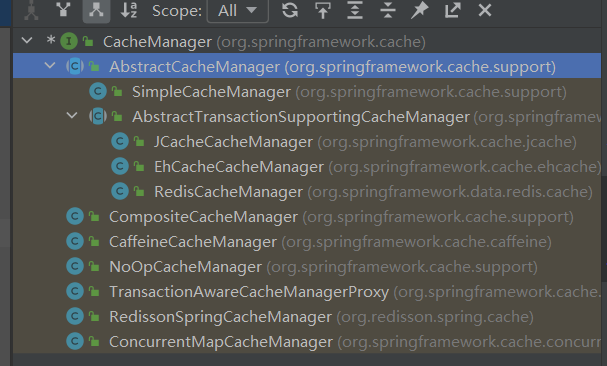 Scope: All
* I CacheManager (org.springframework.cache)
C AbstractCacheManager (org.springframework.cache.support)
C SimpleCacheManager (org.springframework.cache.support)
C AbstractTransactionSupportingCacheManager (org.springframew
C JCacheCacheManager (org.springframework.cache.jcache)
C EhCacheCacheManager (org.springframework.cache.ehcache)
C RedisCacheManager (org.springframework.data.redis.cache)
C CompositeCacheManager (org.springframework.cache.support)
C CaffeineCacheManager (org.springframework.cache.caffeine)
C NoOpCacheManager (org.springframework.cache.support)
C TransactionAwareCacheManagerProxy (org.springframework.cache.
C RedissonSpringCacheManager (org.redisson.spring.cache)
C ConcurrentMapCacheManager (org.springframework.cache.concurr